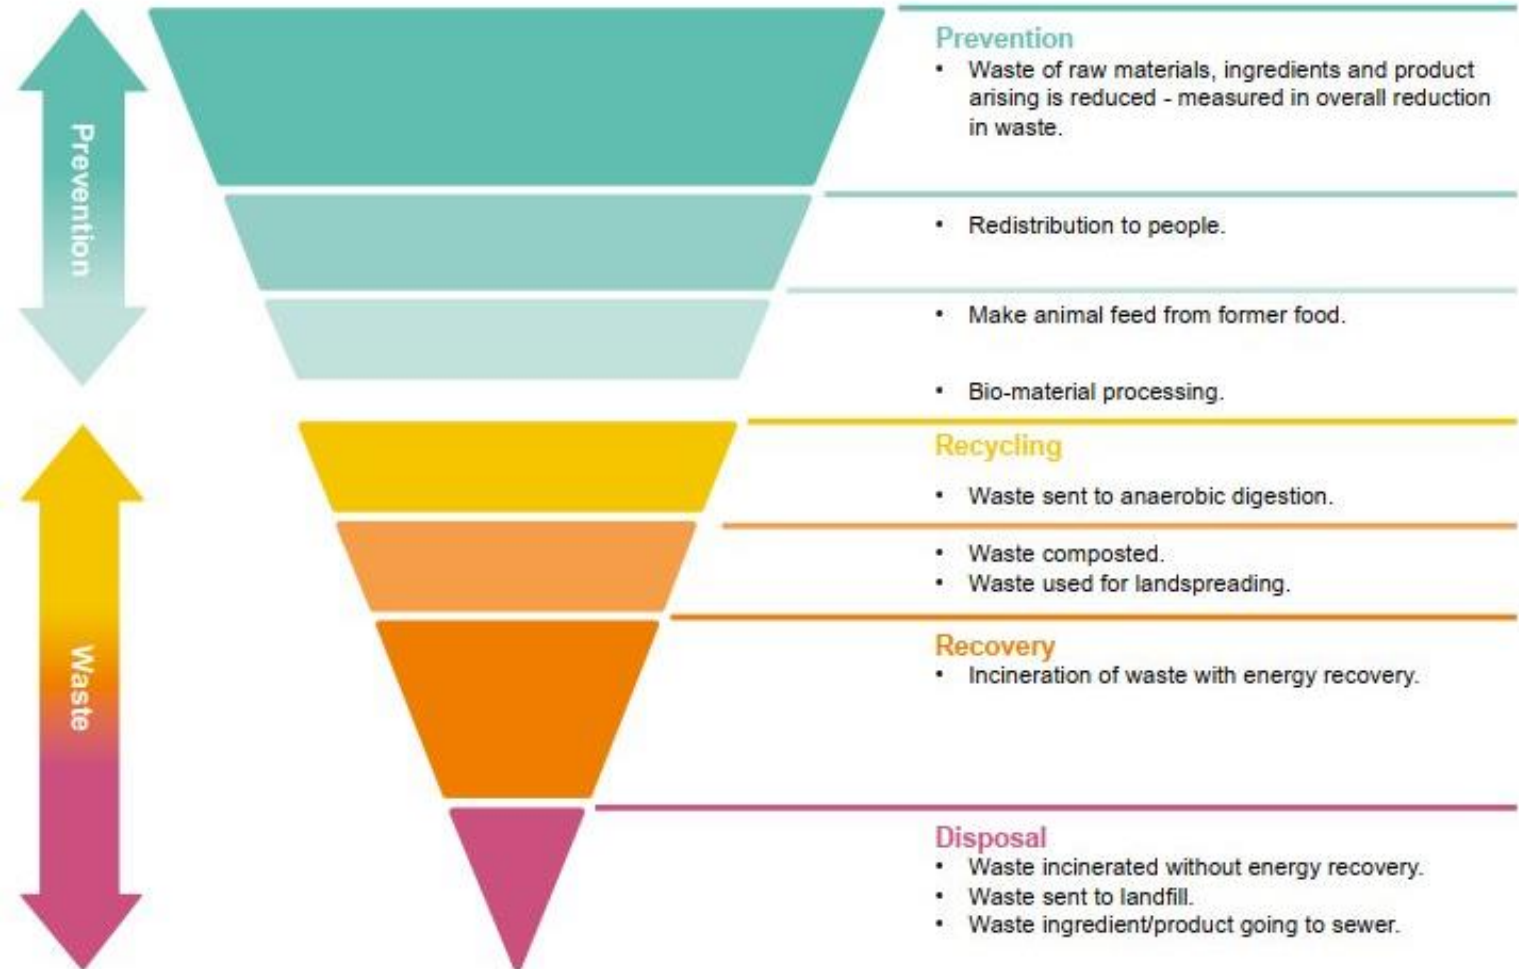 Prevention
Prevention
• Waste of raw materials, ingredients and product
arising is reduced - measured in overall reduction
in waste.
• Redistribution to people.
• Make animal feed from former food.
• Bio-material processing.
Waste
Recycling
• Waste sent to anaerobic digestion.
• Waste composted.
• Waste used for landspreading.
Recovery
• Incineration of waste with energy recovery.
Disposal
• Waste incinerated without energy recovery.
• Waste sent to landfill.
• Waste ingredient/product going to sewer.